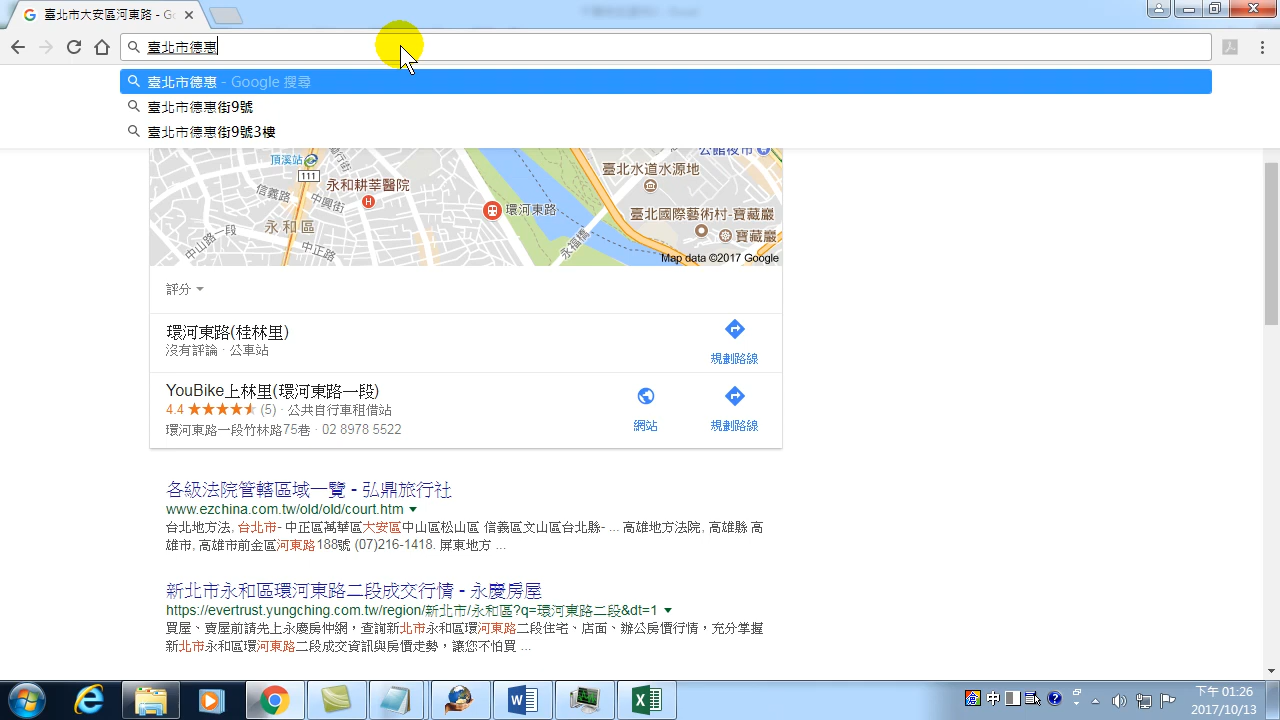 臺北市大安區河東路 - Go
臺北市德惠
臺北市德惠 - Google 搜尋
臺北市德惠街9號
臺北市德惠街9號3樓
公館夜市
頂溪站
臺北水道水源地
111
永和耕莘醫院
信義路
中興街
環河東路
臺北國際藝術村-寶藏巖
永和區
寶藏巖
中山路一段
中正路
永福橋
Map data ©2017 Google
評分
環河東路(桂林里)
沒有評論 · 公車站
規劃路線
YouBike上林里(環河東路一段)
4.4 ★★★★★ (5) · 公共自行車租借站
環河東路一段竹林路75巷 · 02 8978 5522
網站
規劃路線
各級法院管轄區域一覽 - 弘鼎旅行社
www.ezchina.com.tw/old/old/court.htm
台北地方法, 台北市- 中正區萬華區大安區中山區松山區 信義區文山區台北縣- ... 高雄地方法院, 高雄縣 高
雄市, 高雄市前金區河東路188號 (07)216-1418. 屏東地方 ...
新北市永和區環河東路二段成交行情 - 永慶房屋
https://evertrust.yungching.com.tw/region/新北市/永和區?q=環河東路二段&dt=1
買屋、賣屋前請先上永慶房仲網，查詢新北市永和區環河東路二段住宅、店面、辦公房價行情，充分掌握
新北市永和區環河東路二段成交資訊與房價走勢，讓您不怕買 ...
中
下午 01:26
2017/10/13